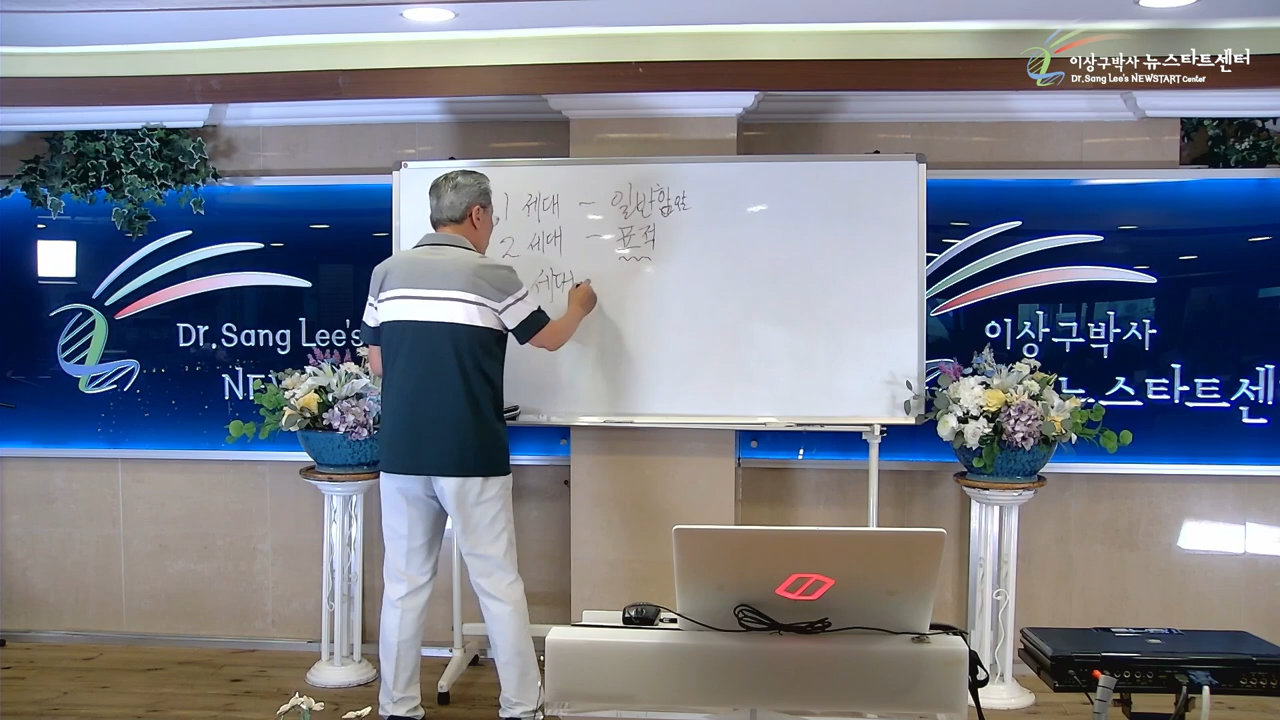 이상구박사 뉴스타트센터
Dr.Sang Lee's NEWSTART Center
1 세대 - 일반항암
2 세대 - 표적
세대
Dr.Sang Lee's
이상구박사
뉴스타트센